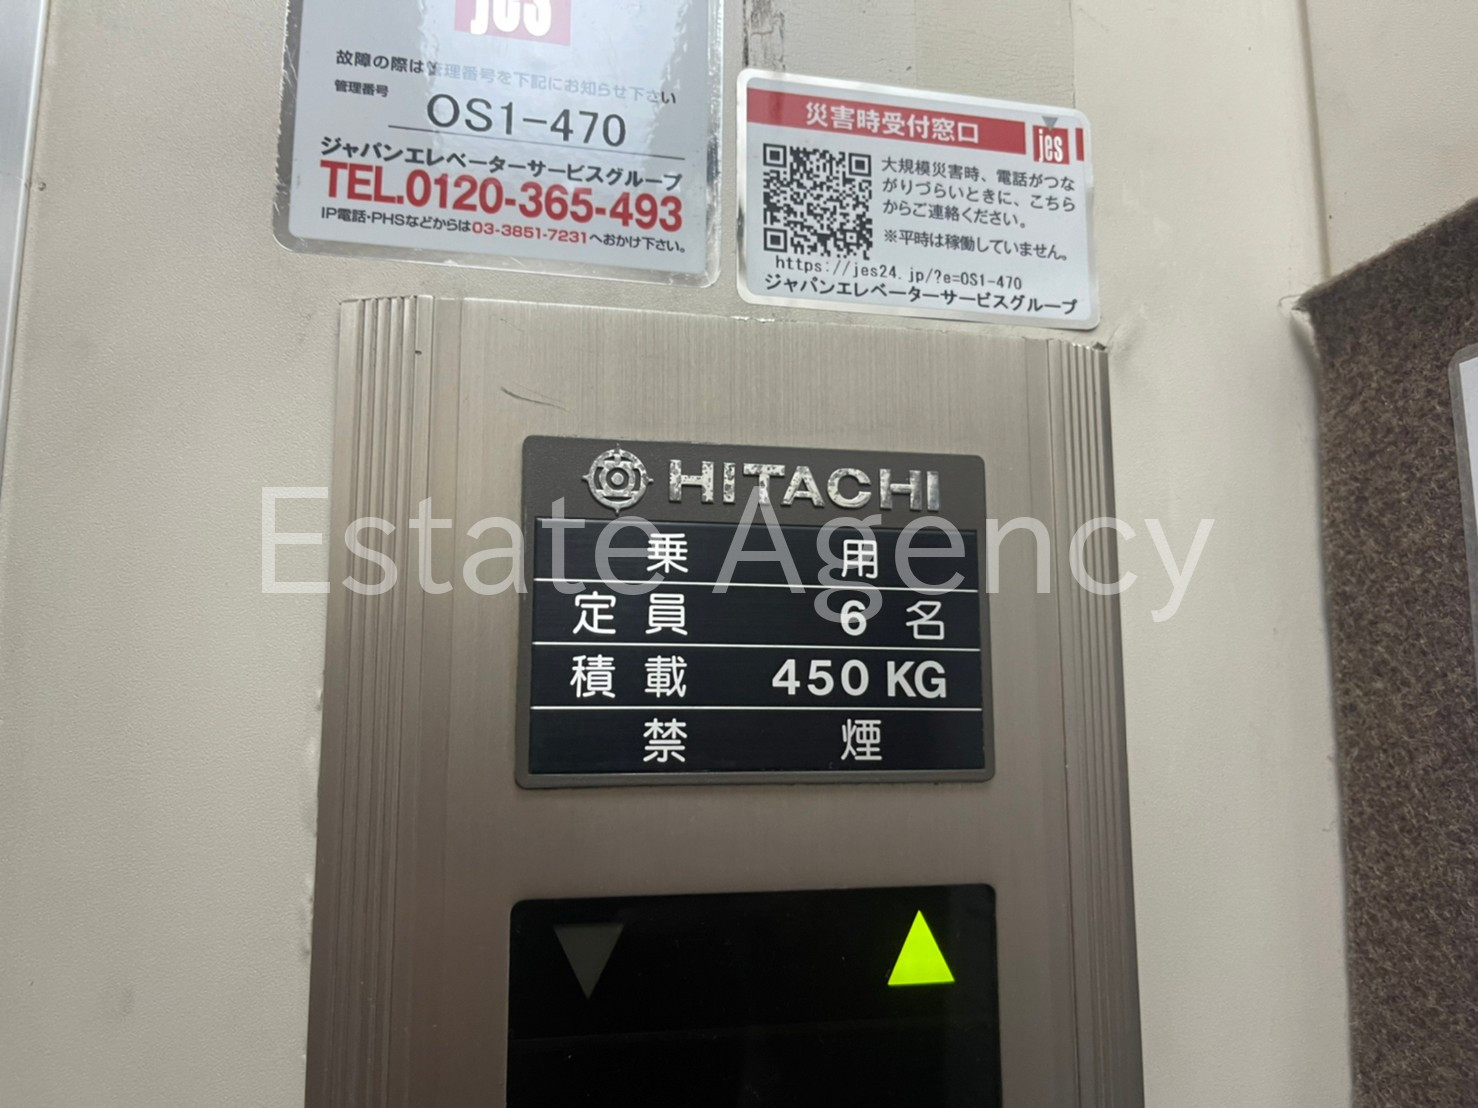 jes
故障の際は管理番号を下記にお知らせ下さい
管理番号
OS1-470
ジャパンエレベーターサービスグループ
TEL.0120-365-493
IP電話・PHSなどからは03-3851-7231へおかけ下さい。
災害時受付窓口
jes
大規模災害時、電話がつな
がりづらいときに、こちら
からご連絡ください。
※平時は稼働していません。
https://jes24.jp/?e=OS1-470
ジャパンエレベーターサービスグループ
HITACHI
乗用
定員 6名
積載 450KG
禁煙
Estate Agency